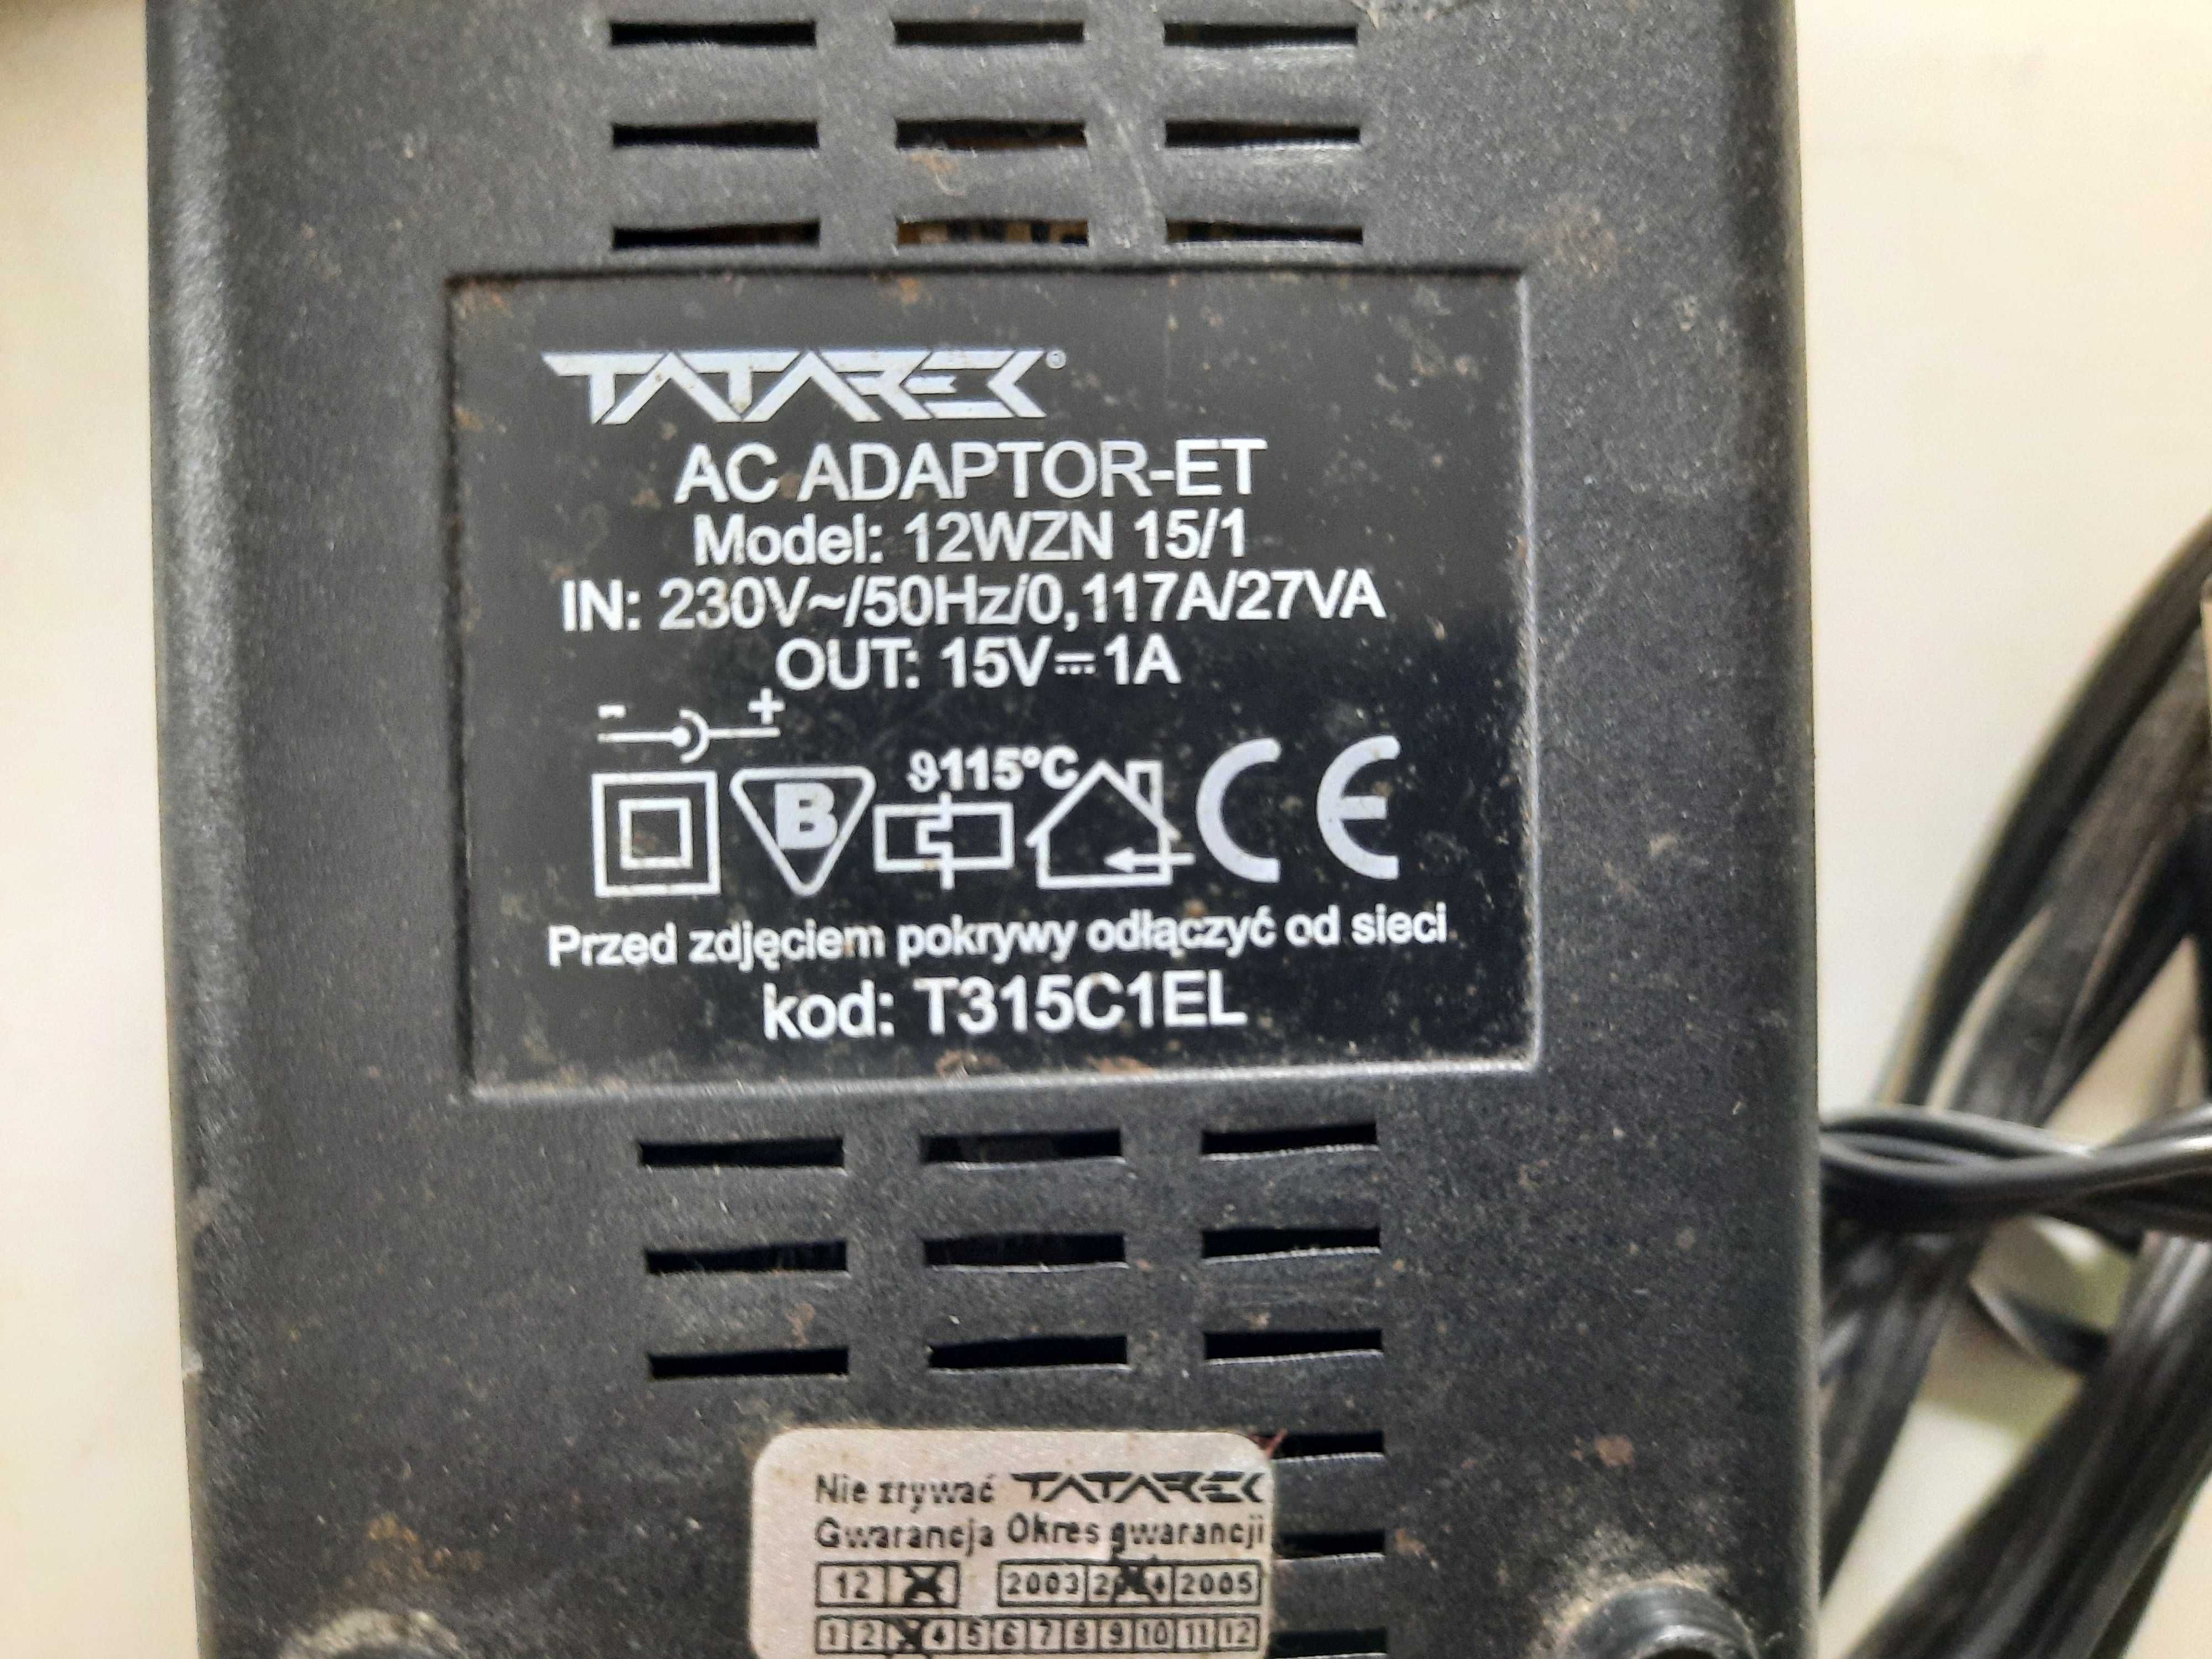 TATAREK®
AC ADAPTOR-ET
Model: 12WZN 15/1
IN: 230V~/50Hz/0,117A/27VA
OUT: 15V⎓1A
- +
B
ϑ115°C
CE
Przed zdjęciem pokrywy odłączyć od sieci
kod: T315C1EL
Nie zrywać TATAREK
Gwarancja Okres gwarancji
12 2003 2005
1 2 4 5 6 7 8 9 10 11 12